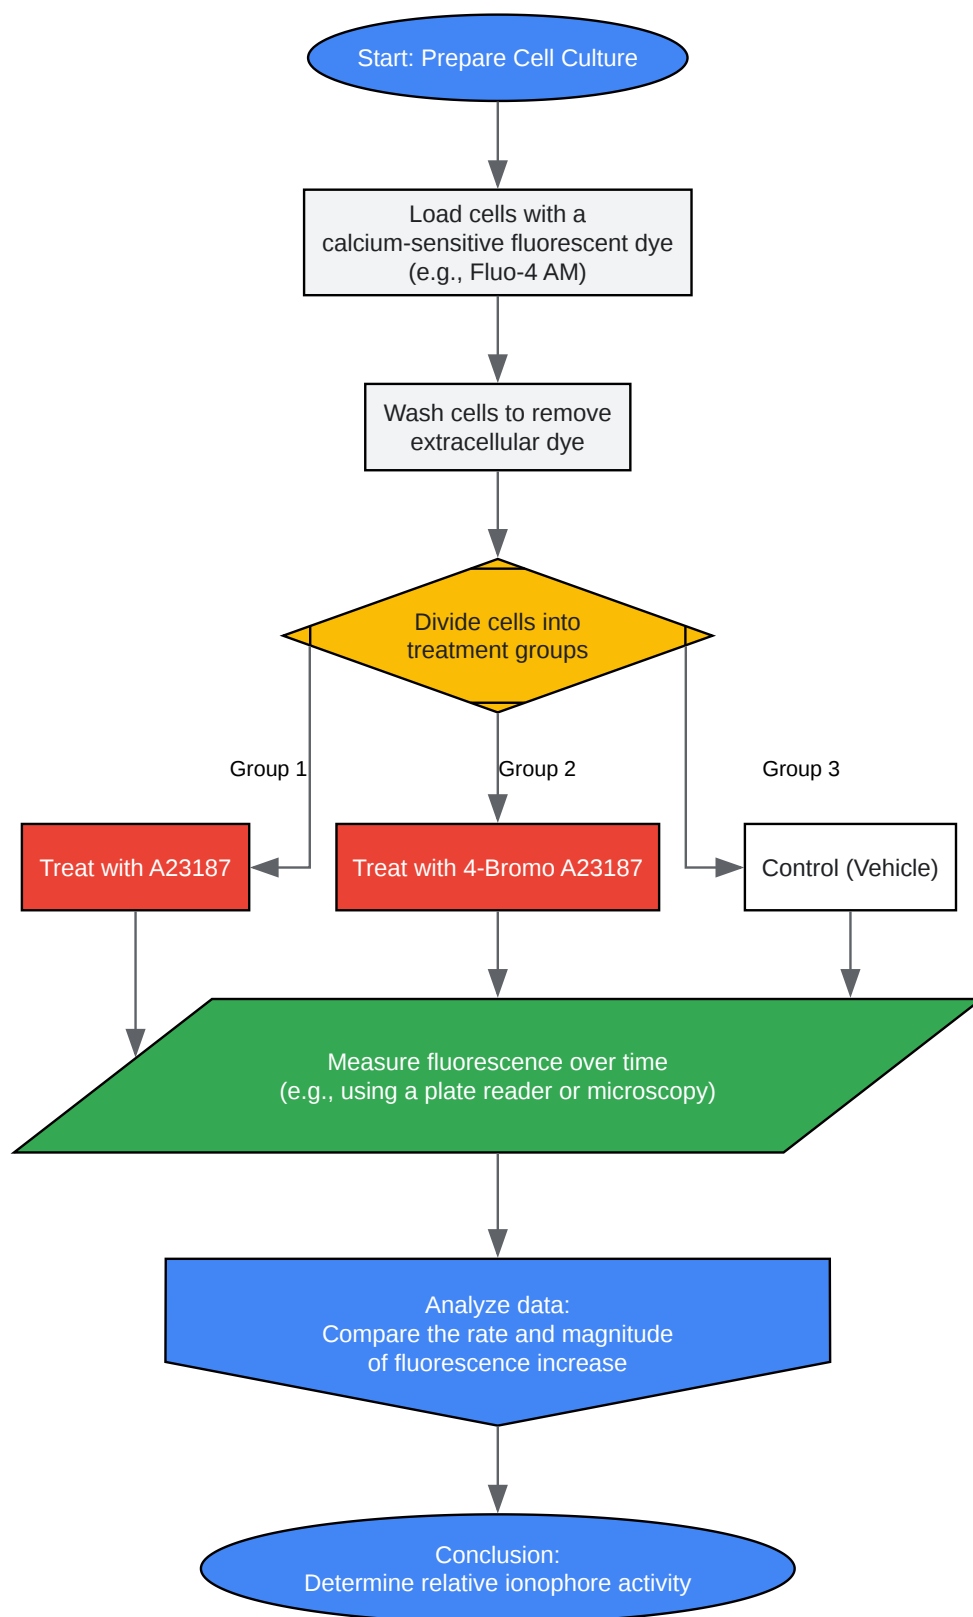 Start: Prepare Cell Culture
Load cells with a
calcium-sensitive fluorescent dye
(e.g., Fluo-4 AM)
Wash cells to remove
extracellular dye
Divide cells into
treatment groups
Group 1
Group 2
Group 3
Treat with A23187
Treat with 4-Bromo A23187
Control (Vehicle)
Measure fluorescence over time
(e.g., using a plate reader or microscopy)
Analyze data:
Compare the rate and magnitude
of fluorescence increase
Conclusion:
Determine relative ionophore activity